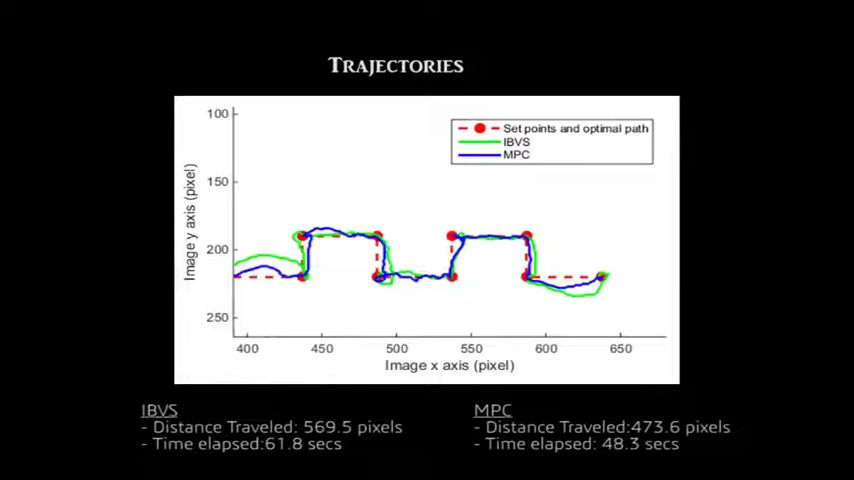 TRAJECTORIES
100
150
200
250
Image y axis (pixel)
Set points and optimal path
IBVS
MPC
400 450 500 550 600 650
Image x axis (pixel)
IBVS
- Distance Traveled: 569.5 pixels
- Time elapsed:61.8 secs
MPC
- Distance Traveled:473.6 pixels
- Time elapsed: 48.3 secs